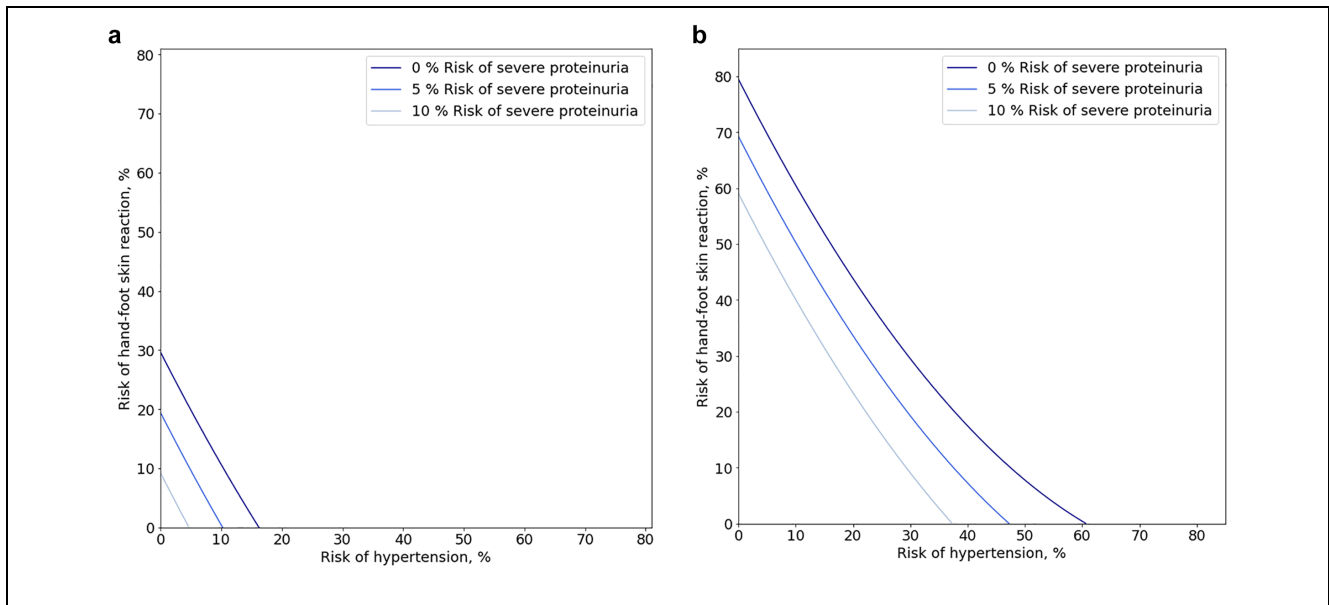 a
80
70
60
50
40
30
20
10
0
Risk of hand-foot skin reaction, %
0 % Risk of severe proteinuria
5 % Risk of severe proteinuria
10 % Risk of severe proteinuria
0 10 20 30 40 50 60 70 80
Risk of hypertension, %
b
80
70
60
50
40
30
20
10
0
Risk of hand-foot skin reaction, %
0 % Risk of severe proteinuria
5 % Risk of severe proteinuria
10 % Risk of severe proteinuria
0 10 20 30 40 50 60 70 80
Risk of hypertension, %